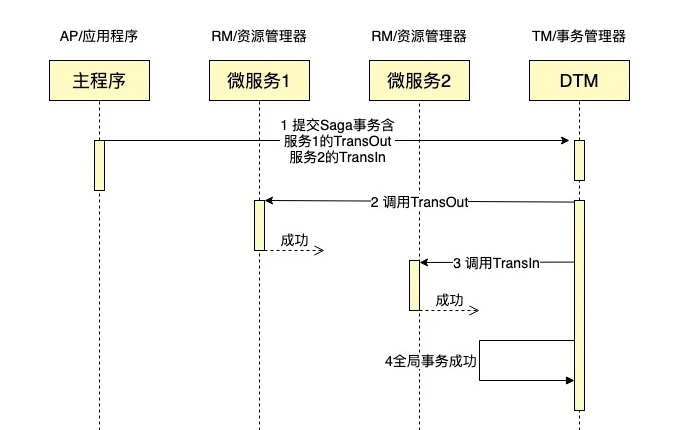 AP/应用程序
RM/资源管理器
RM/资源管理器
TM/事务管理器
主程序
微服务1
微服务2
DTM
1 提交Saga事务含
服务1的TransOut
服务2的TransIn
2 调用TransOut
成功
3 调用TransIn
成功
4全局事务成功